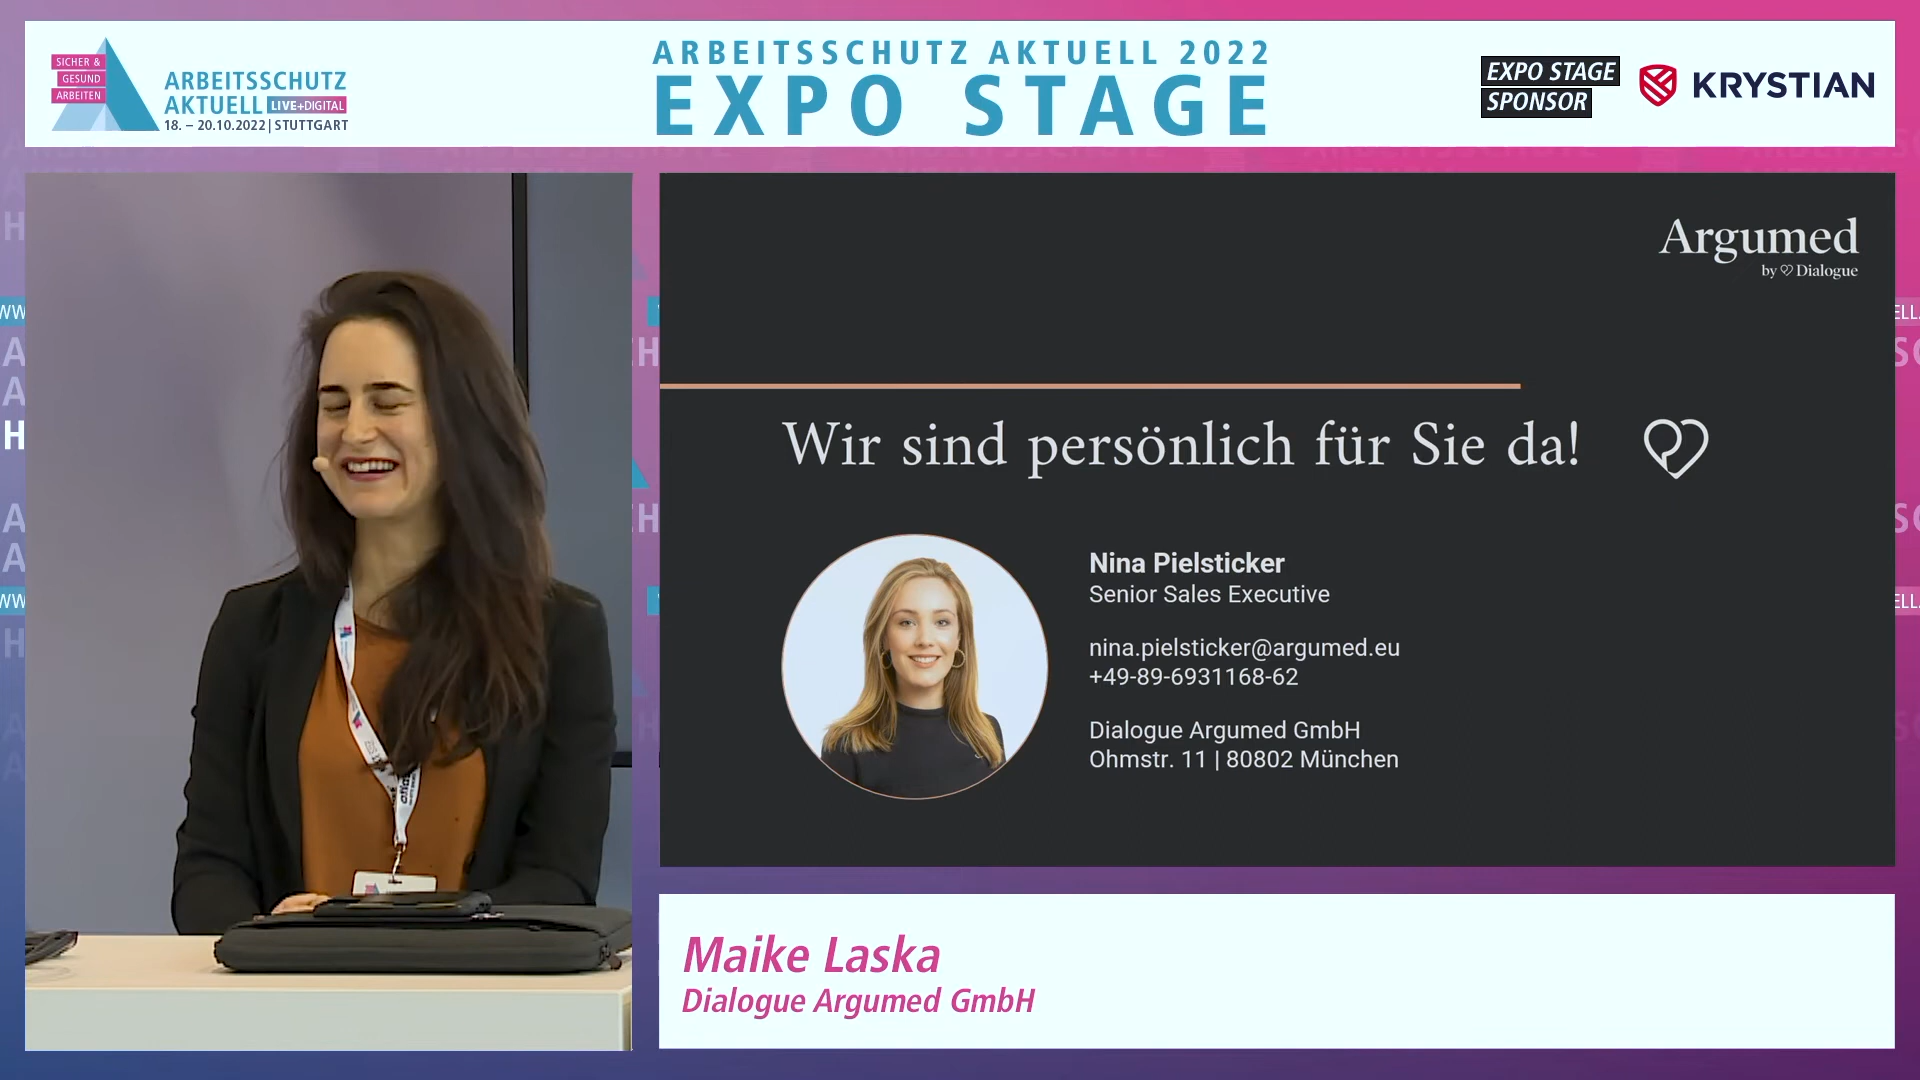 SICHER &
GESUND
ARBEITEN
ARBEITSSCHUTZ
AKTUELL LIVE+DIGITAL
18. – 20.10.2022 | STUTTGART
ARBEITSSCHUTZ AKTUELL 2022
EXPO STAGE
EXPO STAGE
SPONSOR
KRYSTIAN
Argumed
by Dialogue
Wir sind persönlich für Sie da!
Nina Pielsticker
Senior Sales Executive
nina.pielsticker@argumed.eu
+49-89-6931168-62
Dialogue Argumed GmbH
Ohmstr. 11 | 80802 München
Maike Laska
Dialogue Argumed GmbH